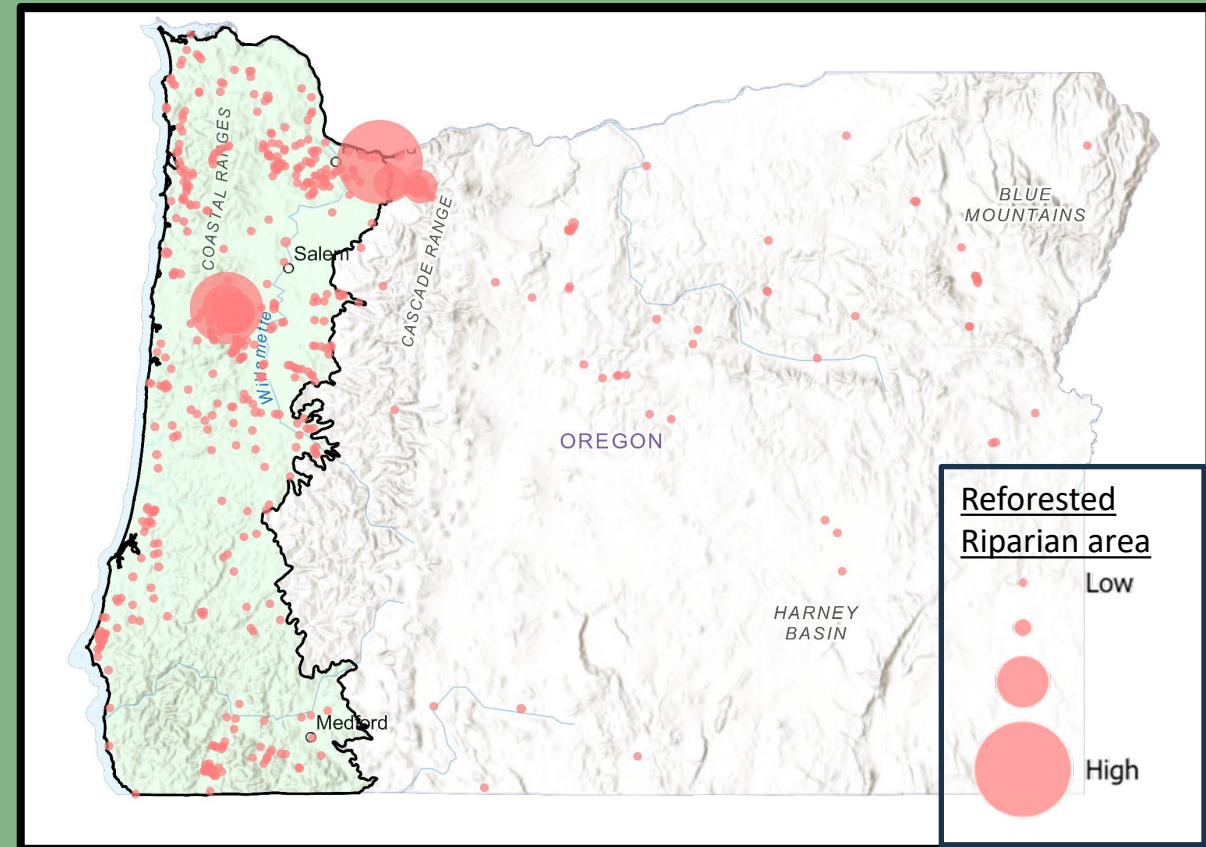 COASTAL RANGES
Salem
Willamette
CASCADE RANGE
BLUE
MOUNTAINS
OREGON
HARNEY
BASIN
Medford
Reforested
Riparian area
Low
High